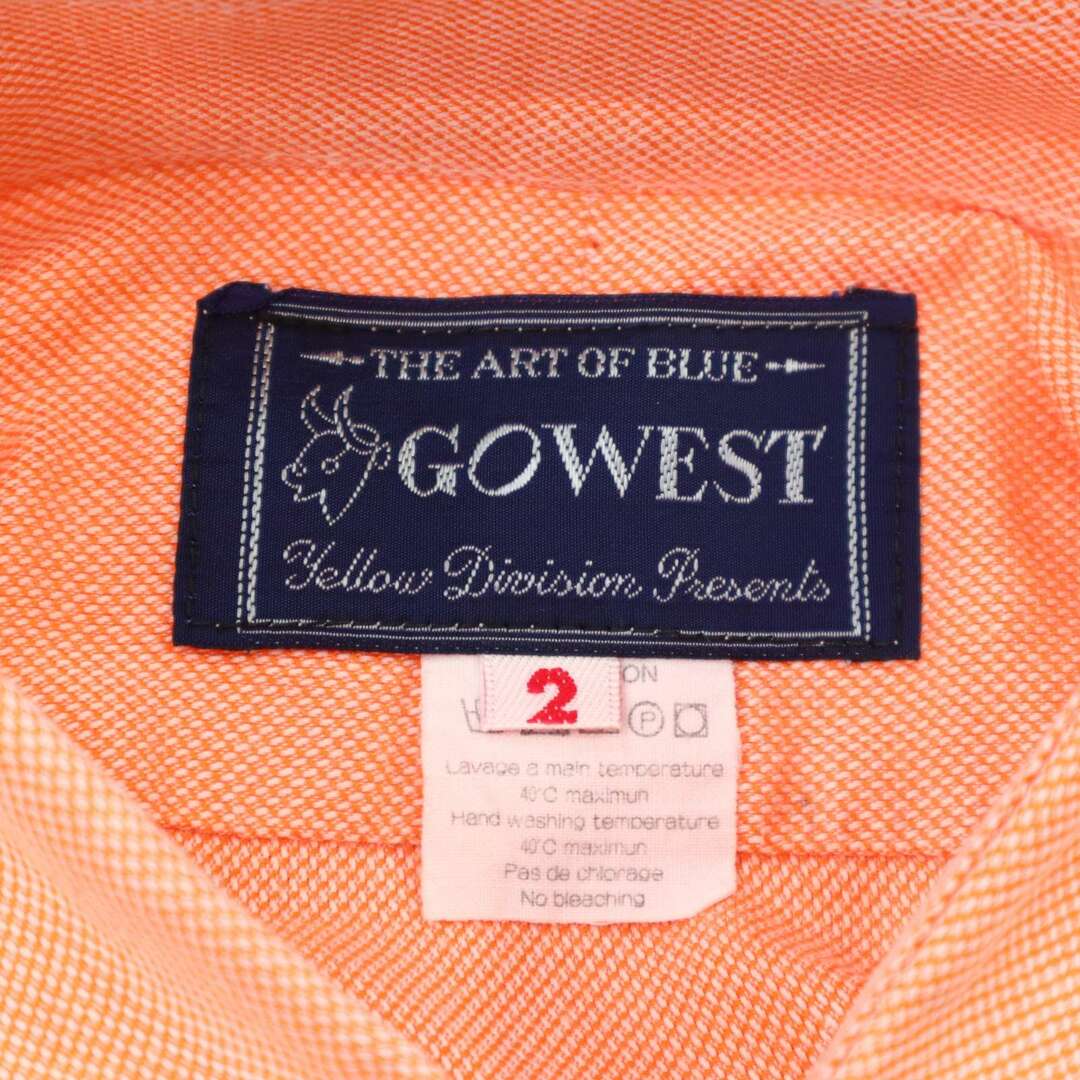 THE ART OF BLUE
GOWEST
Yellow Division Presents
2
ON
P
Lavage a main temperature
40°C maximun
Hand washing temperature
40°C maximun
Pas de chlorage
No bleaching